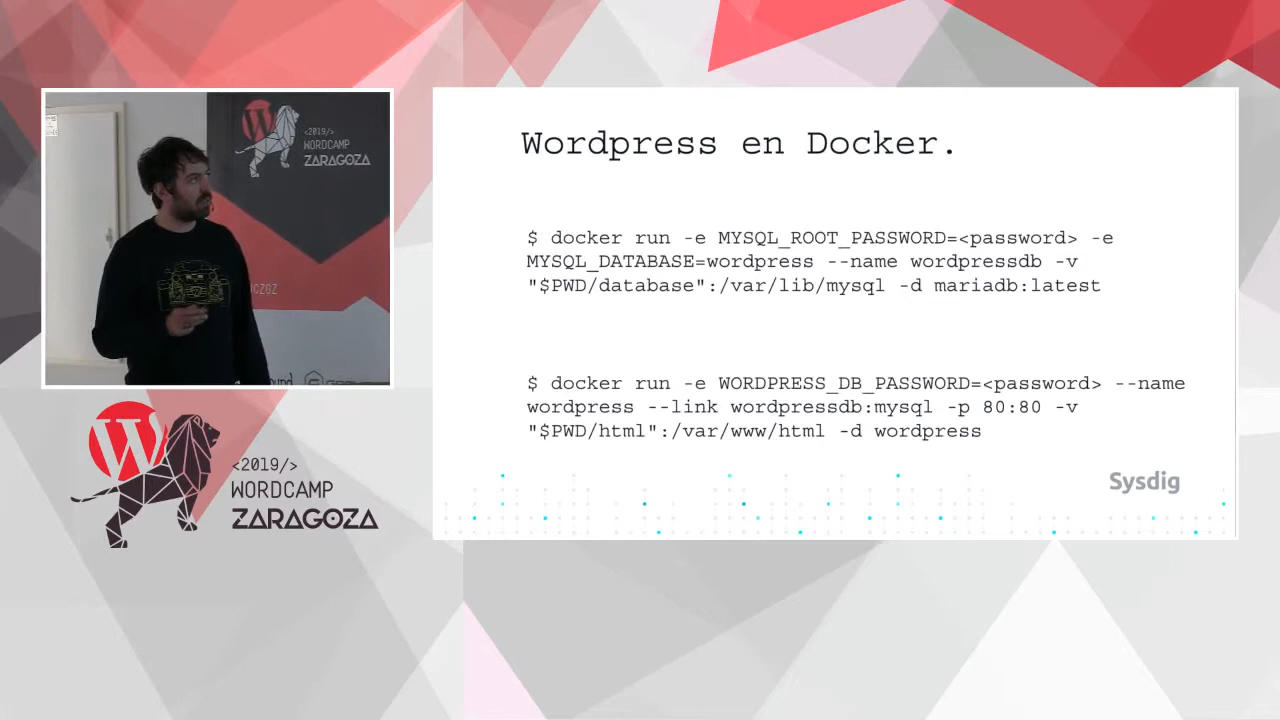 <2019/>
WORDCAMP
ZARAGOZA
CZGZ
Wordpress en Docker.
$ docker run -e MYSQL_ROOT_PASSWORD=<password> -e
MYSQL_DATABASE=wordpress --name wordpressdb -v
"$PWD/database":/var/lib/mysql -d mariadb:latest
$ docker run -e WORDPRESS_DB_PASSWORD=<password> --name
wordpress --link wordpressdb:mysql -p 80:80 -v
"$PWD/html":/var/www/html -d wordpress
Sysdig
<2019/>
WORDCAMP
ZARAGOZA